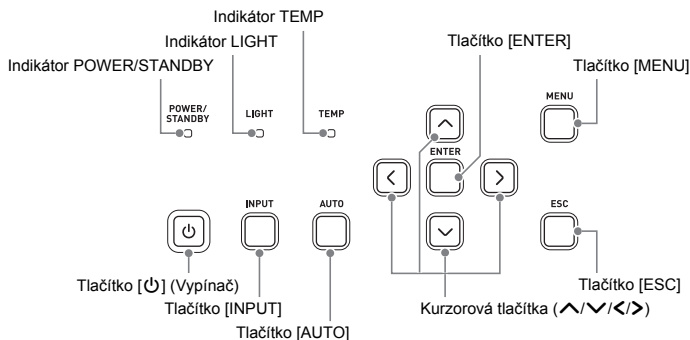 Indikátor TEMP
Indikátor LIGHT
Tlačítko [ENTER]
Indikátor POWER/STANDBY
Tlačítko [MENU]
POWER/
STANDBY
LIGHT
TEMP
MENU
ENTER
INPUT
AUTO
ESC
Tlačítko [⏻] (Vypínač)
Tlačítko [ESC]
Tlačítko [INPUT]
Kurzorová tlačítka (∧/∨/</>)
Tlačítko [AUTO]